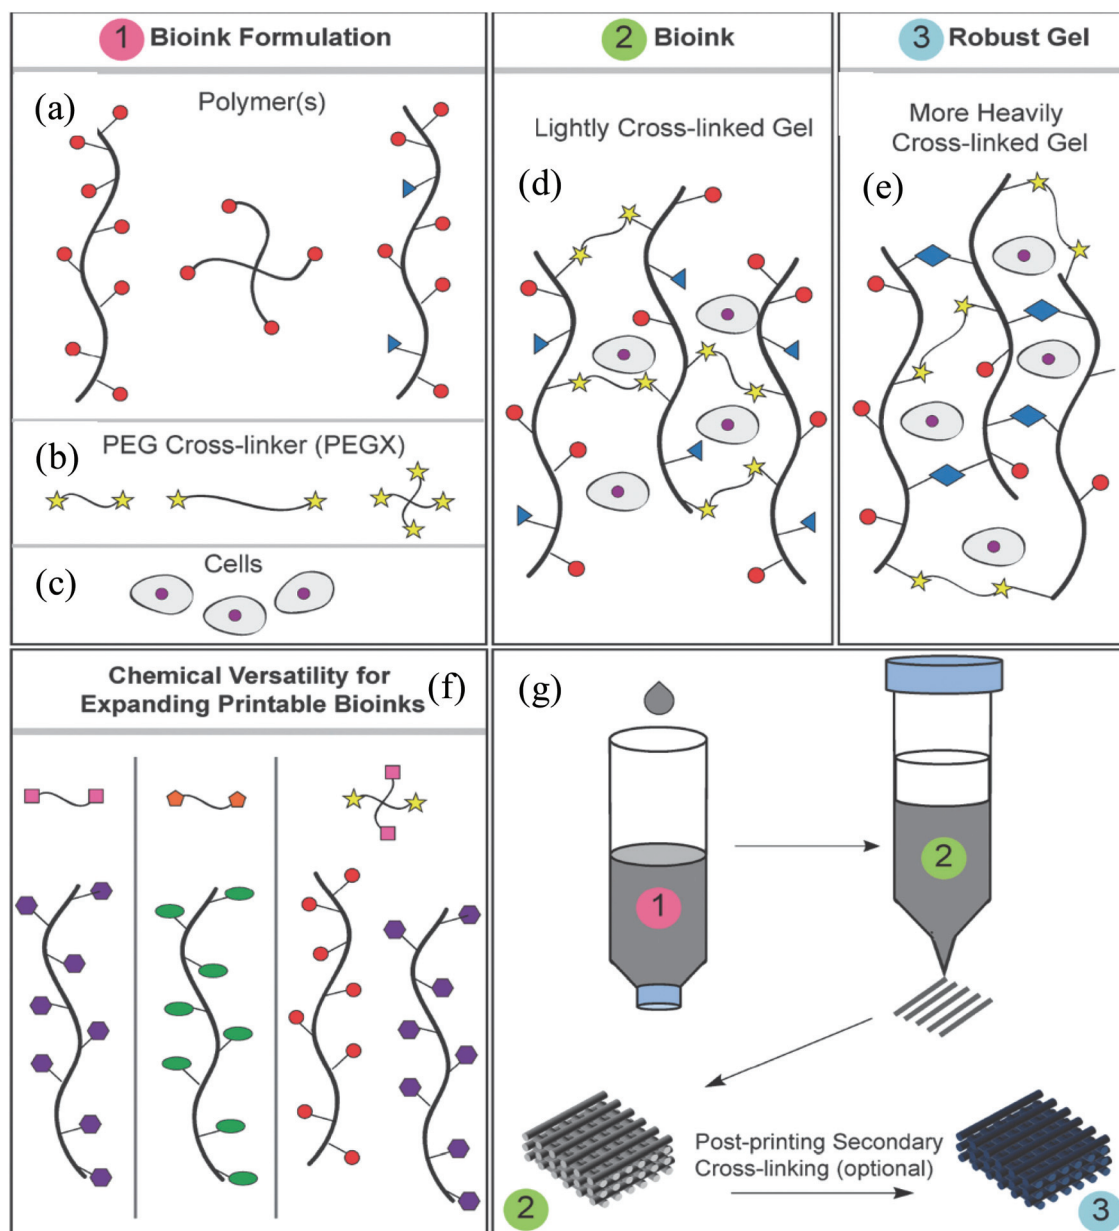 1 Bioink Formulation
(a)
Polymer(s)
(b)
PEG Cross-linker (PEGX)
(c)
Cells
2 Bioink
Lightly Cross-linked Gel
(d)
3 Robust Gel
More Heavily
Cross-linked Gel
(e)
Chemical Versatility for
Expanding Printable Bioinks
(f)
(g)
1
2
2
Post-printing Secondary
Cross-linking (optional)
3